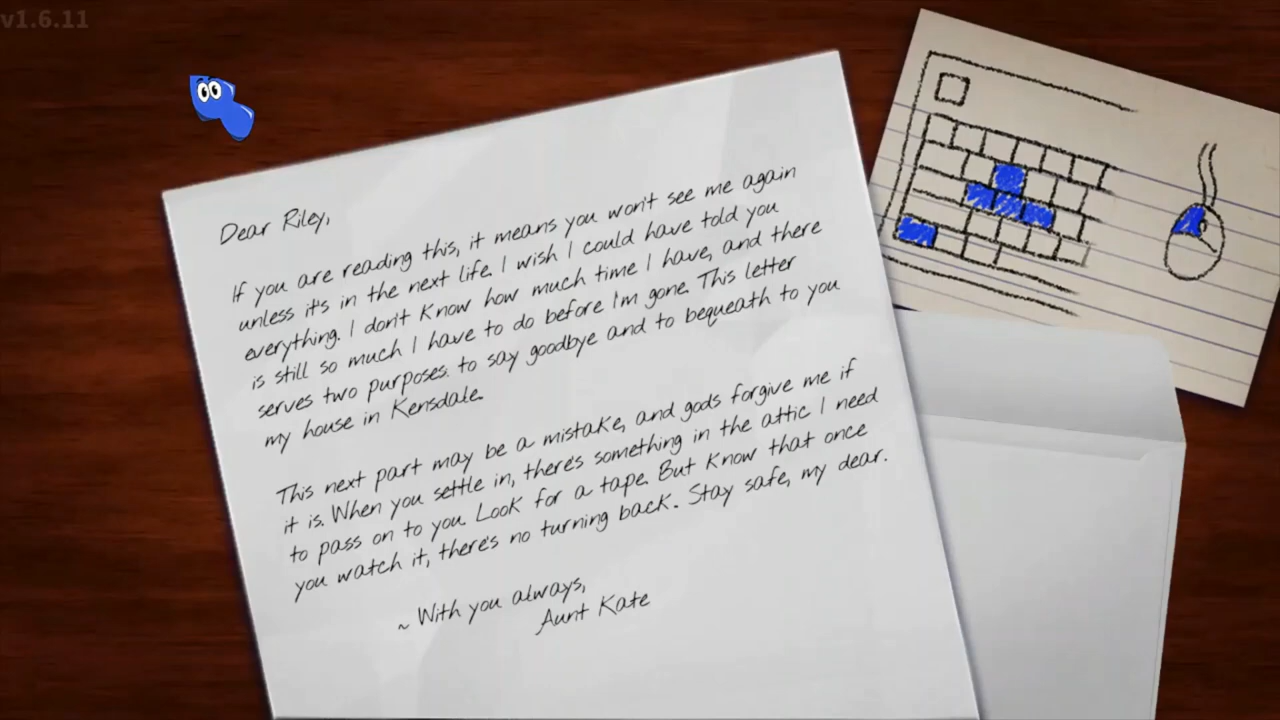 v1.6.11
Dear Riley,
If you are reading this, it means you won't see me again
unless it's in the next life. I wish I could have told you
everything. I don't know how much time I have, and there
is still so much I have to do before I'm gone. This letter
serves two purposes: to say goodbye and to bequeath to you
my house in Kensdale.
This next part may be a mistake, and gods forgive me if
it is. When you settle in, there's something in the attic I need
to pass on to you. Look for a tape. But know that once
you watch it, there's no turning back. Stay safe, my dear.
~ With you always,
Aunt Kate